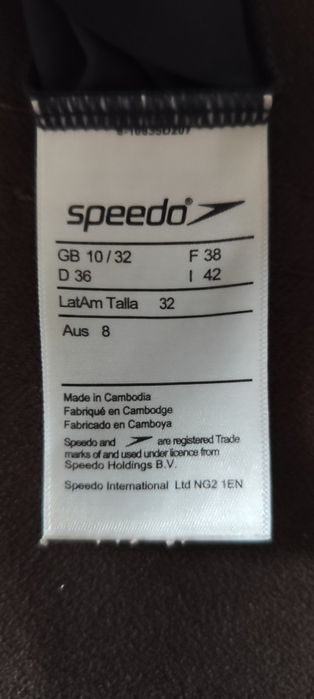 speedo®
GB 10/32 F 38
D 36 I 42
LatAm Talla 32
Aus 8
Made in Cambodia
Fabriqué en Cambodge
Fabricado en Camboya
Speedo and are registered Trade
marks of and used under licence from
Speedo Holdings B.V.
Speedo International Ltd NG2 1EN